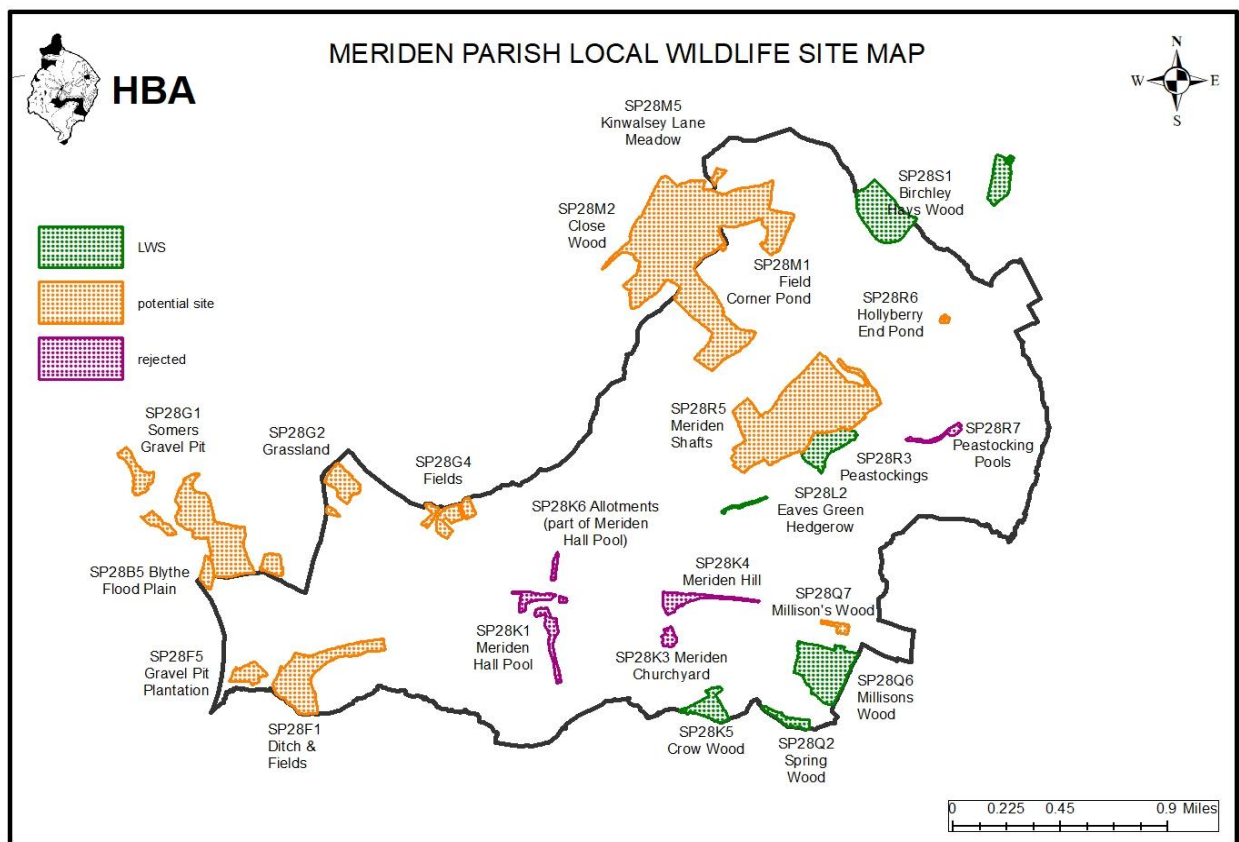 MERIDEN PARISH LOCAL WILDLIFE SITE MAP
HBA
N
W
E
S
LWS
potential site
rejected
SP28M5
Kinwalsey Lane
Meadow
SP28S1
Birchley
Hays Wood
SP28M2
Close
Wood
SP28M1
Field
Corner Pond
SP28R6
Hollyberry
End Pond
SP28G1
Somers
Gravel Pit
SP28G2
Grassland
SP28G4
Fields
SP28R5
Meriden
Shafts
SP28R3
Peastockings
SP28R7
Peastocking
Pools
SP28L2
Eaves Green
Hedgerow
SP28K6 Allotments
(part of Meriden
Hall Pool)
SP28B5 Blythe
Flood Plain
SP28K4
Meriden Hill
SP28Q7
Millison's Wood
SP28K1
Meriden
Hall Pool
SP28K3 Meriden
Churchyard
SP28F5
Gravel Pit
Plantation
SP28Q6
Millisons
Wood
SP28F1
Ditch &
Fields
SP28K5
Crow Wood
SP28Q2
Spring
Wood
0 0.225 0.45 0.9 Miles